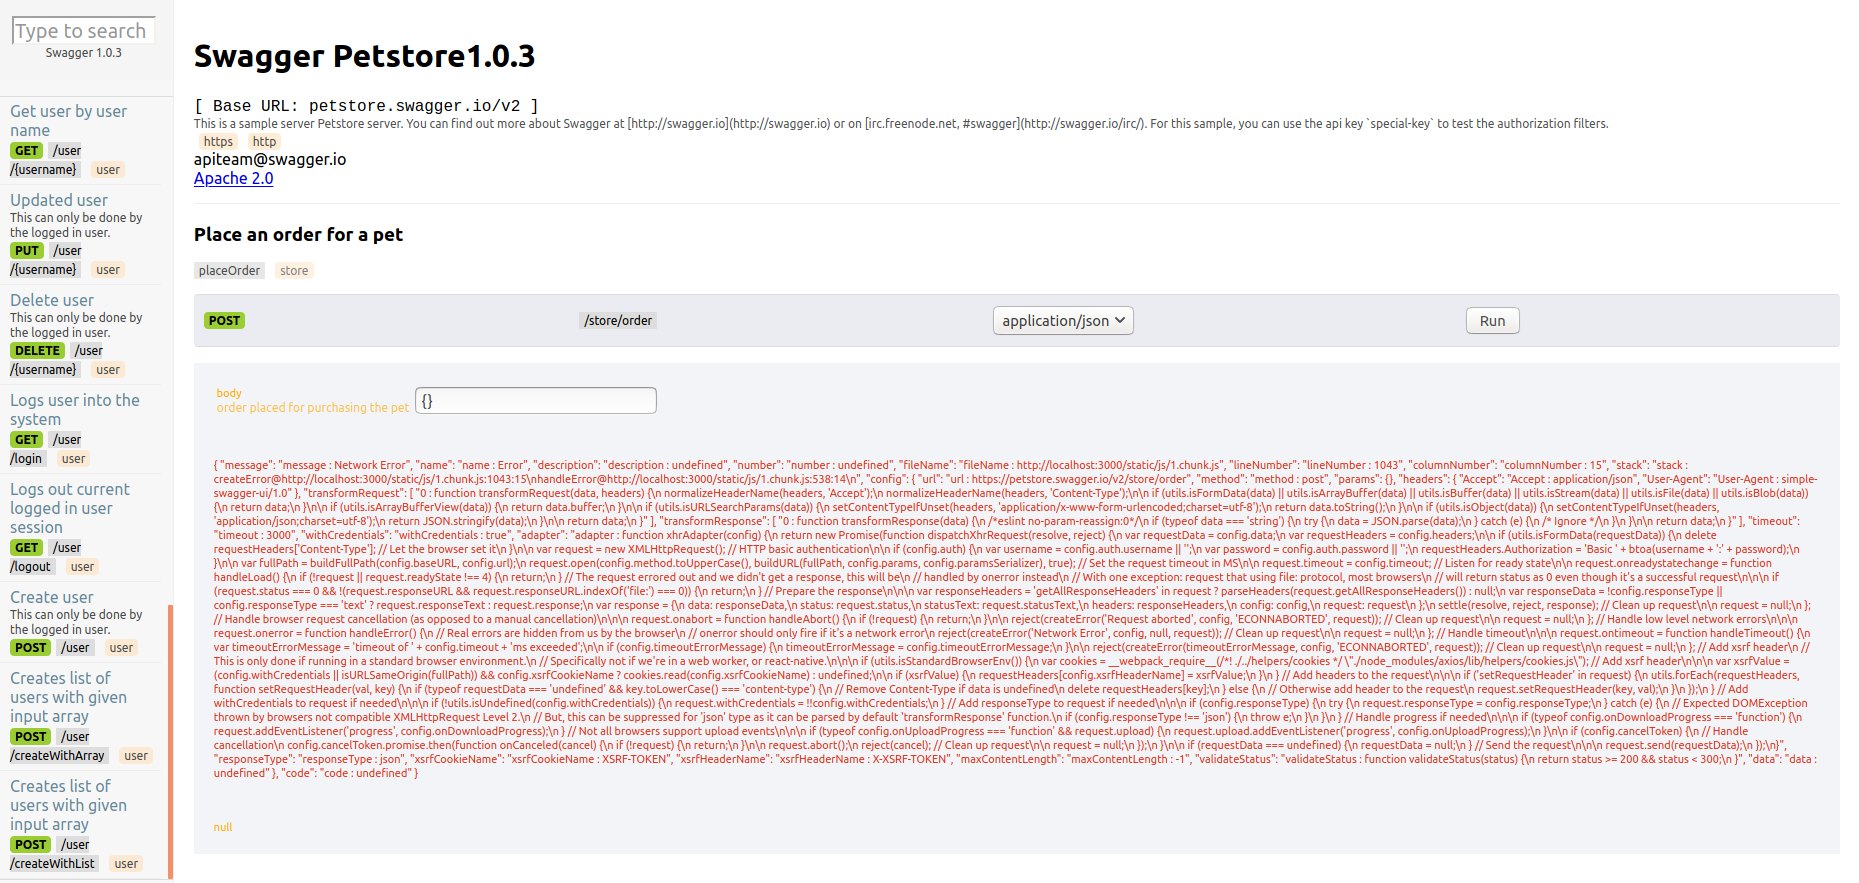 Type to search
Swagger 1.0.3
Get user by user
name
GET /user
/{username} user
Updated user
This can only be done by
the logged in user.
PUT /user
/{username} user
Delete user
This can only be done by
the logged in user.
DELETE /user
/{username} user
Logs user into the
system
GET /user
/login user
Logs out current
logged in user
session
GET /user
/logout user
Create user
This can only be done by
the logged in user.
POST /user user
Creates list of
users with given
input array
POST /user
/createWithArray user
Creates list of
users with given
input array
POST /user
/createWithList user
Swagger Petstore1.0.3
[ Base URL: petstore.swagger.io/v2 ]
This is a sample server Petstore server. You can find out more about Swagger at [http://swagger.io](http://swagger.io) or on [irc.freenode.net, #swagger](http://swagger.io/irc/). For this sample, you can use the api key `special-key` to test the authorization filters.
https http
apiteam@swagger.io
Apache 2.0
Place an order for a pet
placeOrder store
POST /store/order application/json Run
body
order placed for purchasing the pet {}
{ "message": "message : Network Error", "name": "name : Error", "description": "description : undefined", "number": "number : undefined", "fileName": "fileName : http://localhost:3000/static/js/1.chunk.js", "lineNumber": "lineNumber : 1043", "columnNumber": "columnNumber : 15", "stack": "stack :
createError@http://localhost:3000/static/js/1.chunk.js:1043:15\nhandleError@http://localhost:3000/static/js/1.chunk.js:538:14\n", "config": { "url": "url : https://petstore.swagger.io/v2/store/order", "method": "method : post", "params": {}, "headers": { "Accept": "Accept : application/json", "User-Agent": "User-Agent : simple-
swagger-ui/1.0" }, "transformRequest": [ "0 : function transformRequest(data, headers) {\n normalizeHeaderName(headers, 'Accept');\n normalizeHeaderName(headers, 'Content-Type');\n\n if (utils.isFormData(data) || utils.isArrayBuffer(data) || utils.isBuffer(data) || utils.isStream(data) || utils.isFile(data) || utils.isBlob(data))
{\n return data;\n }\n\n if (utils.isArrayBufferView(data)) {\n return data.buffer;\n }\n\n if (utils.isURLSearchParams(data)) {\n setContentTypeIfUnset(headers, 'application/x-www-form-urlencoded;charset=utf-8');\n return data.toString();\n }\n\n if (utils.isObject(data)) {\n setContentTypeIfUnset(headers,
'application/json;charset=utf-8');\n return JSON.stringify(data);\n }\n\n return data;\n }" ], "transformResponse": [ "0 : function transformResponse(data) {\n /*eslint no-param-reassign:0*/\n if (typeof data === 'string') {\n try {\n data = JSON.parse(data);\n } catch (e) {\n /* Ignore */\n }\n }\n\n return data;\n }" ], "timeout":
"timeout : 3000", "withCredentials": "withCredentials : true", "adapter": "adapter : function xhrAdapter(config) {\n return new Promise(function dispatchXhrRequest(resolve, reject) {\n var requestData = config.data;\n var requestHeaders = config.headers;\n\n if (utils.isFormData(requestData)) {\n delete
requestHeaders['Content-Type']; // Let the browser set it\n }\n\n var request = new XMLHttpRequest(); // HTTP basic authentication\n\n if (config.auth) {\n var username = config.auth.username || '';\n var password = config.auth.password || '';\n requestHeaders.Authorization = 'Basic ' + btoa(username + ':' + password);\n
}\n\n var fullPath = buildFullPath(config.baseURL, config.url);\n request.open(config.method.toUpperCase(), buildURL(fullPath, config.params, config.paramsSerializer), true); // Set the request timeout in MS\n\n request.timeout = config.timeout; // Listen for ready state\n\n request.onreadystatechange = function
handleLoad() {\n if (!request || request.readyState !== 4) {\n return;\n } // The request errored out and we didn't get a response, this will be\n // handled by onerror instead\n // With one exception: request that using file: protocol, most browsers\n // will return status as 0 even though it's a successful request\n\n\n if
(request.status === 0 && !(request.responseURL && request.responseURL.indexOf('file:') === 0)) {\n return;\n } // Prepare the response\n\n\n var responseHeaders = 'getAllResponseHeaders' in request ? parseHeaders(request.getAllResponseHeaders()) : null;\n var responseData = !config.responseType ||
config.responseType === 'text' ? request.responseText : request.response;\n var response = {\n data: responseData,\n status: request.status,\n statusText: request.statusText,\n headers: responseHeaders,\n config: config,\n request: request\n };\n settle(resolve, reject, response); // Clean up request\n\n request = null;\n };
// Handle browser request cancellation (as opposed to a manual cancellation)\n\n\n request.onabort = function handleAbort() {\n if (!request) {\n return;\n }\n\n reject(createError('Request aborted', config, 'ECONNABORTED', request)); // Clean up request\n\n request = null;\n }; // Handle low level network errors\n\n\n
request.onerror = function handleError() {\n // Real errors are hidden from us by the browser\n // onerror should only fire if it's a network error\n reject(createError('Network Error', config, null, request)); // Clean up request\n\n request = null;\n }; // Handle timeout\n\n\n request.ontimeout = function handleTimeout() {\n
var timeoutErrorMessage = 'timeout of ' + config.timeout + 'ms exceeded';\n\n if (config.timeoutErrorMessage) {\n timeoutErrorMessage = config.timeoutErrorMessage;\n }\n\n reject(createError(timeoutErrorMessage, config, 'ECONNABORTED', request)); // Clean up request\n\n request = null;\n }; // Add xsrf header\n //
This is only done if running in a standard browser environment.\n // Specifically not if we're in a web worker, or react-native.\n\n\n if (utils.isStandardBrowserEnv()) {\n var cookies = __webpack_require__(/*! ./../helpers/cookies */ \"./node_modules/axios/lib/helpers/cookies.js\"); // Add xsrf header\n\n\n var xsrfValue =
(config.withCredentials || isURLSameOrigin(fullPath)) && config.xsrfCookieName ? cookies.read(config.xsrfCookieName) : undefined;\n\n if (xsrfValue) {\n requestHeaders[config.xsrfHeaderName] = xsrfValue;\n }\n } // Add headers to the request\n\n\n if ('setRequestHeader' in request) {\n utils.forEach(requestHeaders,
function setRequestHeader(val, key) {\n if (typeof requestData === 'undefined' && key.toLowerCase() === 'content-type') {\n // Remove Content-Type if data is undefined\n delete requestHeaders[key];\n } else {\n // Otherwise add header to the request\n request.setRequestHeader(key, val);\n }\n });\n } // Add
withCredentials to request if needed\n\n\n if (!utils.isUndefined(config.withCredentials)) {\n request.withCredentials = !!config.withCredentials;\n } // Add responseType to request if needed\n\n\n if (config.responseType) {\n try {\n request.responseType = config.responseType;\n } catch (e) {\n // Expected DOMException
thrown by browsers not compatible XMLHttpRequest Level 2.\n // But, this can be suppressed for 'json' type as it can be parsed by default 'transformResponse' function.\n if (config.responseType !== 'json') {\n throw e;\n }\n }\n } // Handle progress if needed\n\n\n if (typeof config.onDownloadProgress === 'function') {\n
request.addEventListener('progress', config.onDownloadProgress);\n } // Not all browsers support upload events\n\n\n if (typeof config.onUploadProgress === 'function' && request.upload) {\n request.upload.addEventListener('progress', config.onUploadProgress);\n }\n\n if (config.cancelToken) {\n // Handle
cancellation\n config.cancelToken.promise.then(function onCanceled(cancel) {\n if (!request) {\n return;\n }\n\n request.abort();\n reject(cancel); // Clean up request\n\n request = null;\n });\n }\n\n if (requestData === undefined) {\n requestData = null;\n } // Send the request\n\n\n request.send(requestData);\n });\n}",
"responseType": "responseType : json", "xsrfCookieName": "xsrfCookieName : XSRF-TOKEN", "xsrfHeaderName": "xsrfHeaderName : X-XSRF-TOKEN", "maxContentLength": "maxContentLength : -1", "validateStatus": "validateStatus : function validateStatus(status) {\n return status >= 200 && status < 300;\n }", "data": "data :
undefined" }, "code": "code : undefined" }
null